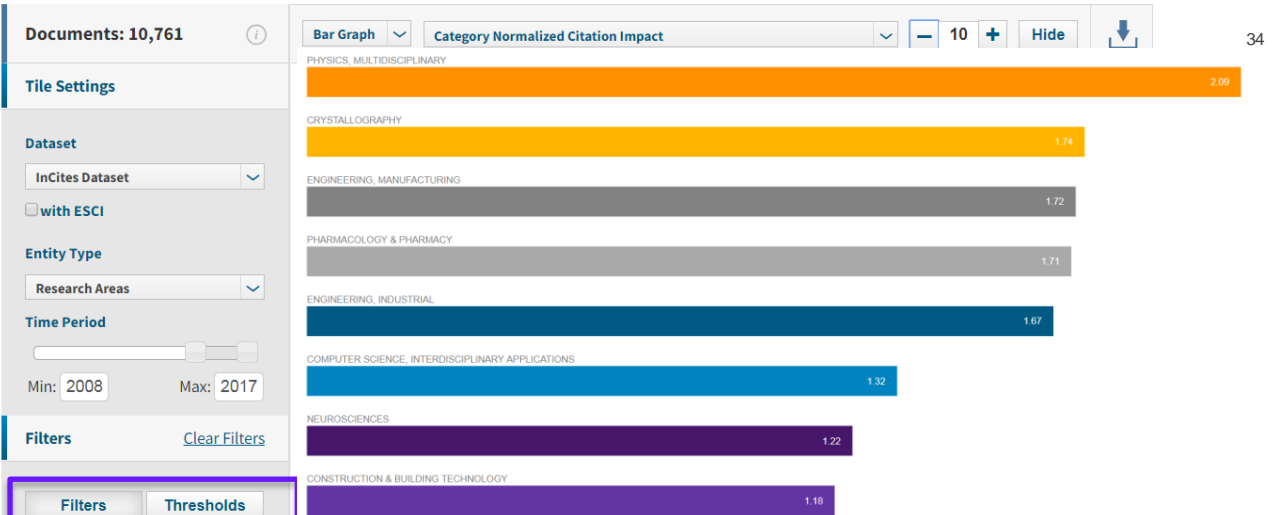 Documents: 10,761
Bar Graph
Category Normalized Citation Impact
10
Hide
34
Tile Settings
Dataset
InCites Dataset
with ESCI
Entity Type
Research Areas
Time Period
Min: 2008 Max: 2017
Filters Clear Filters
Filters Thresholds
PHYSICS, MULTIDISCIPLINARY
2.09
CRYSTALLOGRAPHY
1.74
ENGINEERING, MANUFACTURING
1.72
PHARMACOLOGY & PHARMACY
1.71
ENGINEERING, INDUSTRIAL
1.67
COMPUTER SCIENCE, INTERDISCIPLINARY APPLICATIONS
1.32
NEUROSCIENCES
1.22
CONSTRUCTION & BUILDING TECHNOLOGY
1.18